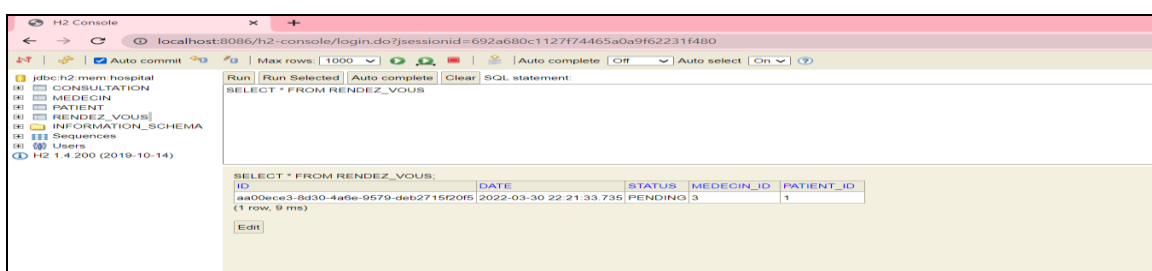 H2 Console
localhost:8086/h2-console/login.do?jsessionid=692a680c1127f74465a0a9f62231f480
Auto commit Max rows: 1000 Auto complete Off Auto select On
jdbc:h2:mem:hospital
CONSULTATION
MEDECIN
PATIENT
RENDEZ_VOUS
INFORMATION_SCHEMA
Sequences
Users
H2 1.4.200 (2019-10-14)
Run Run Selected Auto complete Clear SQL statement:
SELECT * FROM RENDEZ_VOUS
SELECT * FROM RENDEZ_VOUS;
ID DATE STATUS MEDECIN_ID PATIENT_ID
aa00ece3-8d30-4a6e-9579-deb2715f20f5 2022-03-30 22:21:33.735 PENDING 3 1
(1 row, 9 ms)
Edit